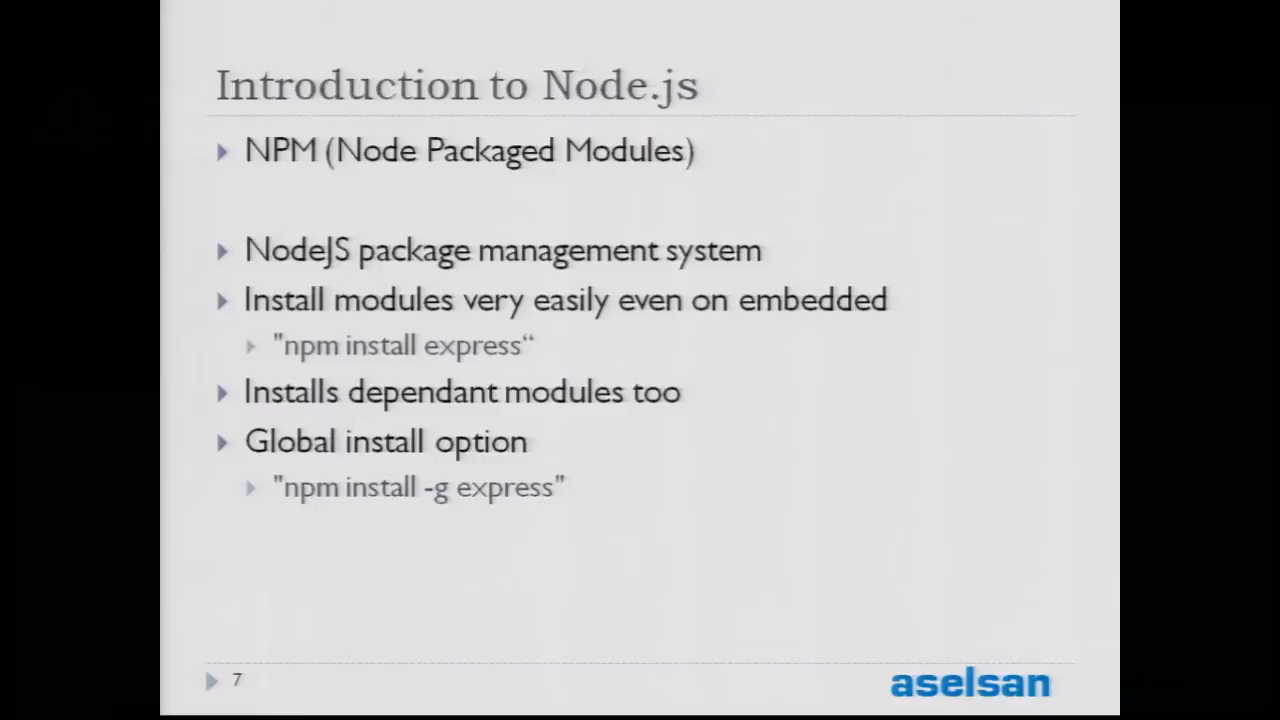 Introduction to Node.js
NPM (Node Packaged Modules)
NodeJS package management system
Install modules very easily even on embedded
"npm install express“
Installs dependant modules too
Global install option
"npm install -g express"
7
aselsan